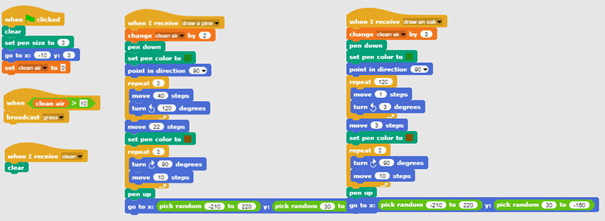 when clicked
clear
set pen size to 3
go to x: -10 y: 0
set clean air to 0
when clean air > 10
broadcast grass
when I receive clean
clear
when I receive draw a pine
change clean air by 2
pen down
set pen color to
point in direction 90
repeat 3
move 40 steps
turn 120 degrees
move 22 steps
set pen color to
repeat 3
turn 90 degrees
move 10 steps
pen up
go to x: pick random -210 to 220 y: pick random 30 to
when I receive draw an oak
change clean air by 3
pen down
set pen color to
point in direction 90
repeat 120
move 1 steps
turn 3 degrees
move 3 steps
set pen color to
repeat 3
turn 90 degrees
move 10 steps
pen up
go to x: pick random -210 to 220 y: pick random 30 to -160